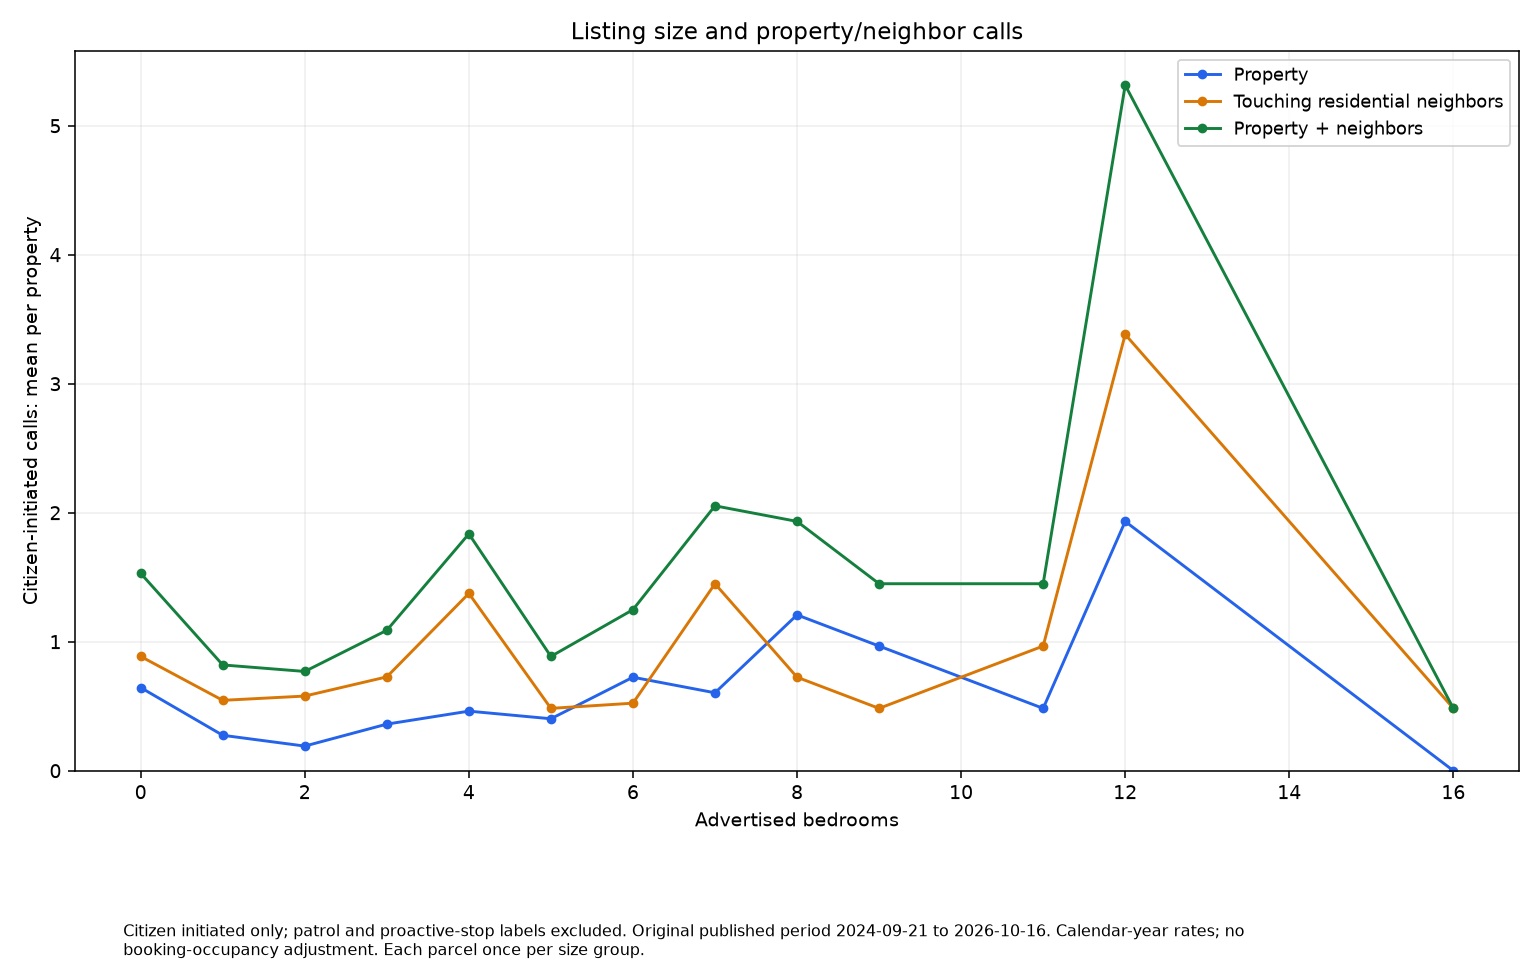 Listing size and property/neighbor calls
Property
Touching residential neighbors
Property + neighbors
Citizen-initiated calls: mean per property
5
4
3
2
1
0
0 2 4 6 8 10 12 14 16
Advertised bedrooms
Citizen initiated only; patrol and proactive-stop labels excluded. Original published period 2024-09-21 to 2026-10-16. Calendar-year rates; no
booking-occupancy adjustment. Each parcel once per size group.